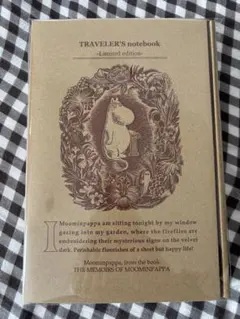 TRAVELER'S notebook
-Limited edition-
I Moominpappa am sitting tonight by my window
gazing into my garden, where the fireflies are
embroidering their mysterious signs on the velvet
dark. Perishable flourishes of a short but happy life!
Moominpappa, from the book
THE MEMOIRS OF MOOMINPAPPA